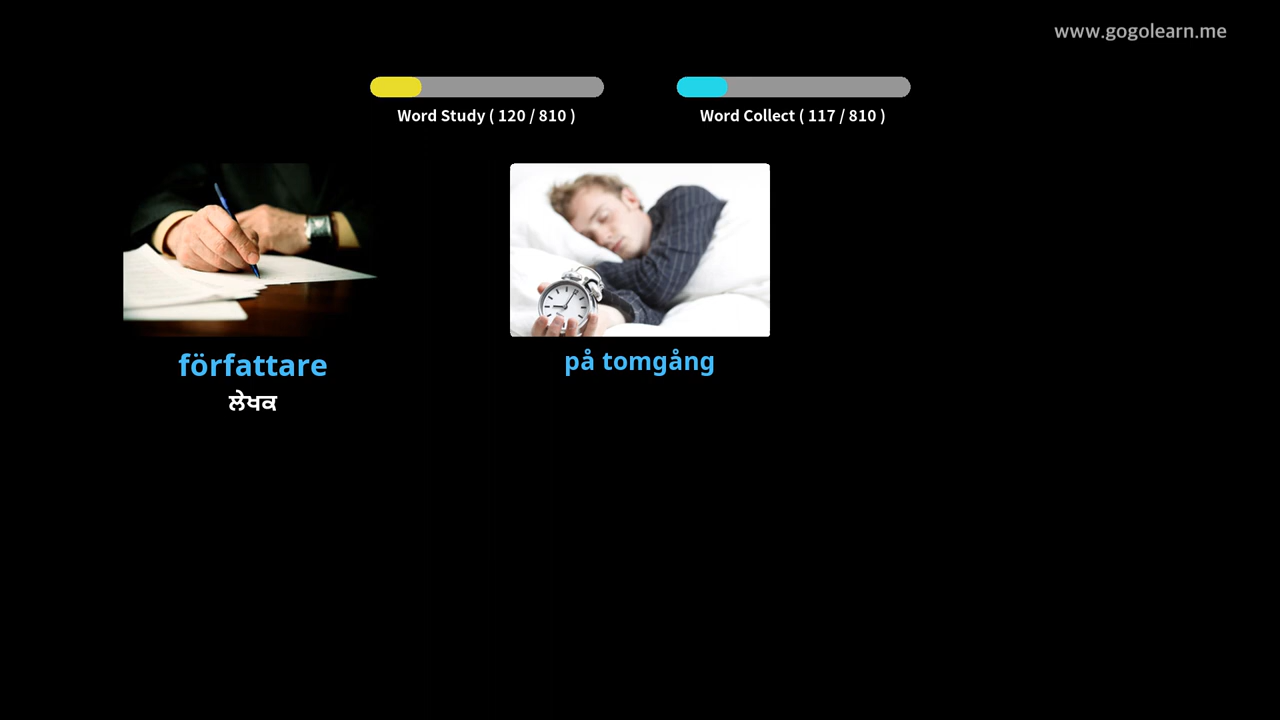 www.gogolearn.me
Word Study ( 120 / 810 )
Word Collect ( 117 / 810 )
författare
ਲੇਖਕ
på tomgång